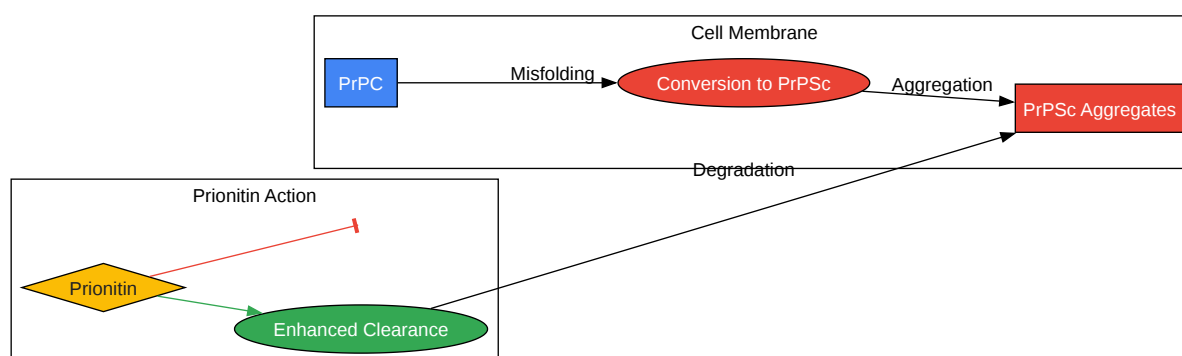 Cell Membrane
PrPC
Misfolding
Conversion to PrPSc
Aggregation
PrPSc Aggregates
Degradation
Prionitin Action
Prionitin
Enhanced Clearance